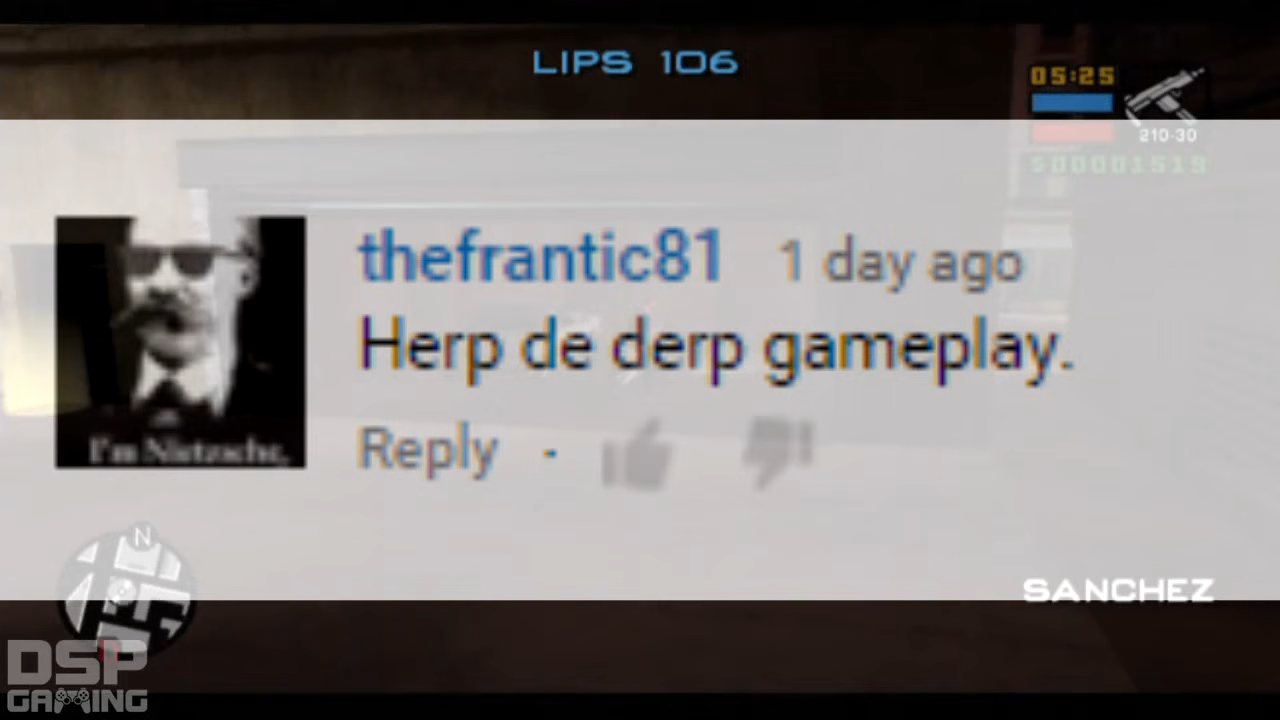 LIPS 106
05:25
210-30
$00001519
thefrantic81 1 day ago
Herp de derp gameplay.
I'm Nietzsche,
Reply ·
N
SANCHEZ
DSP
GAMING